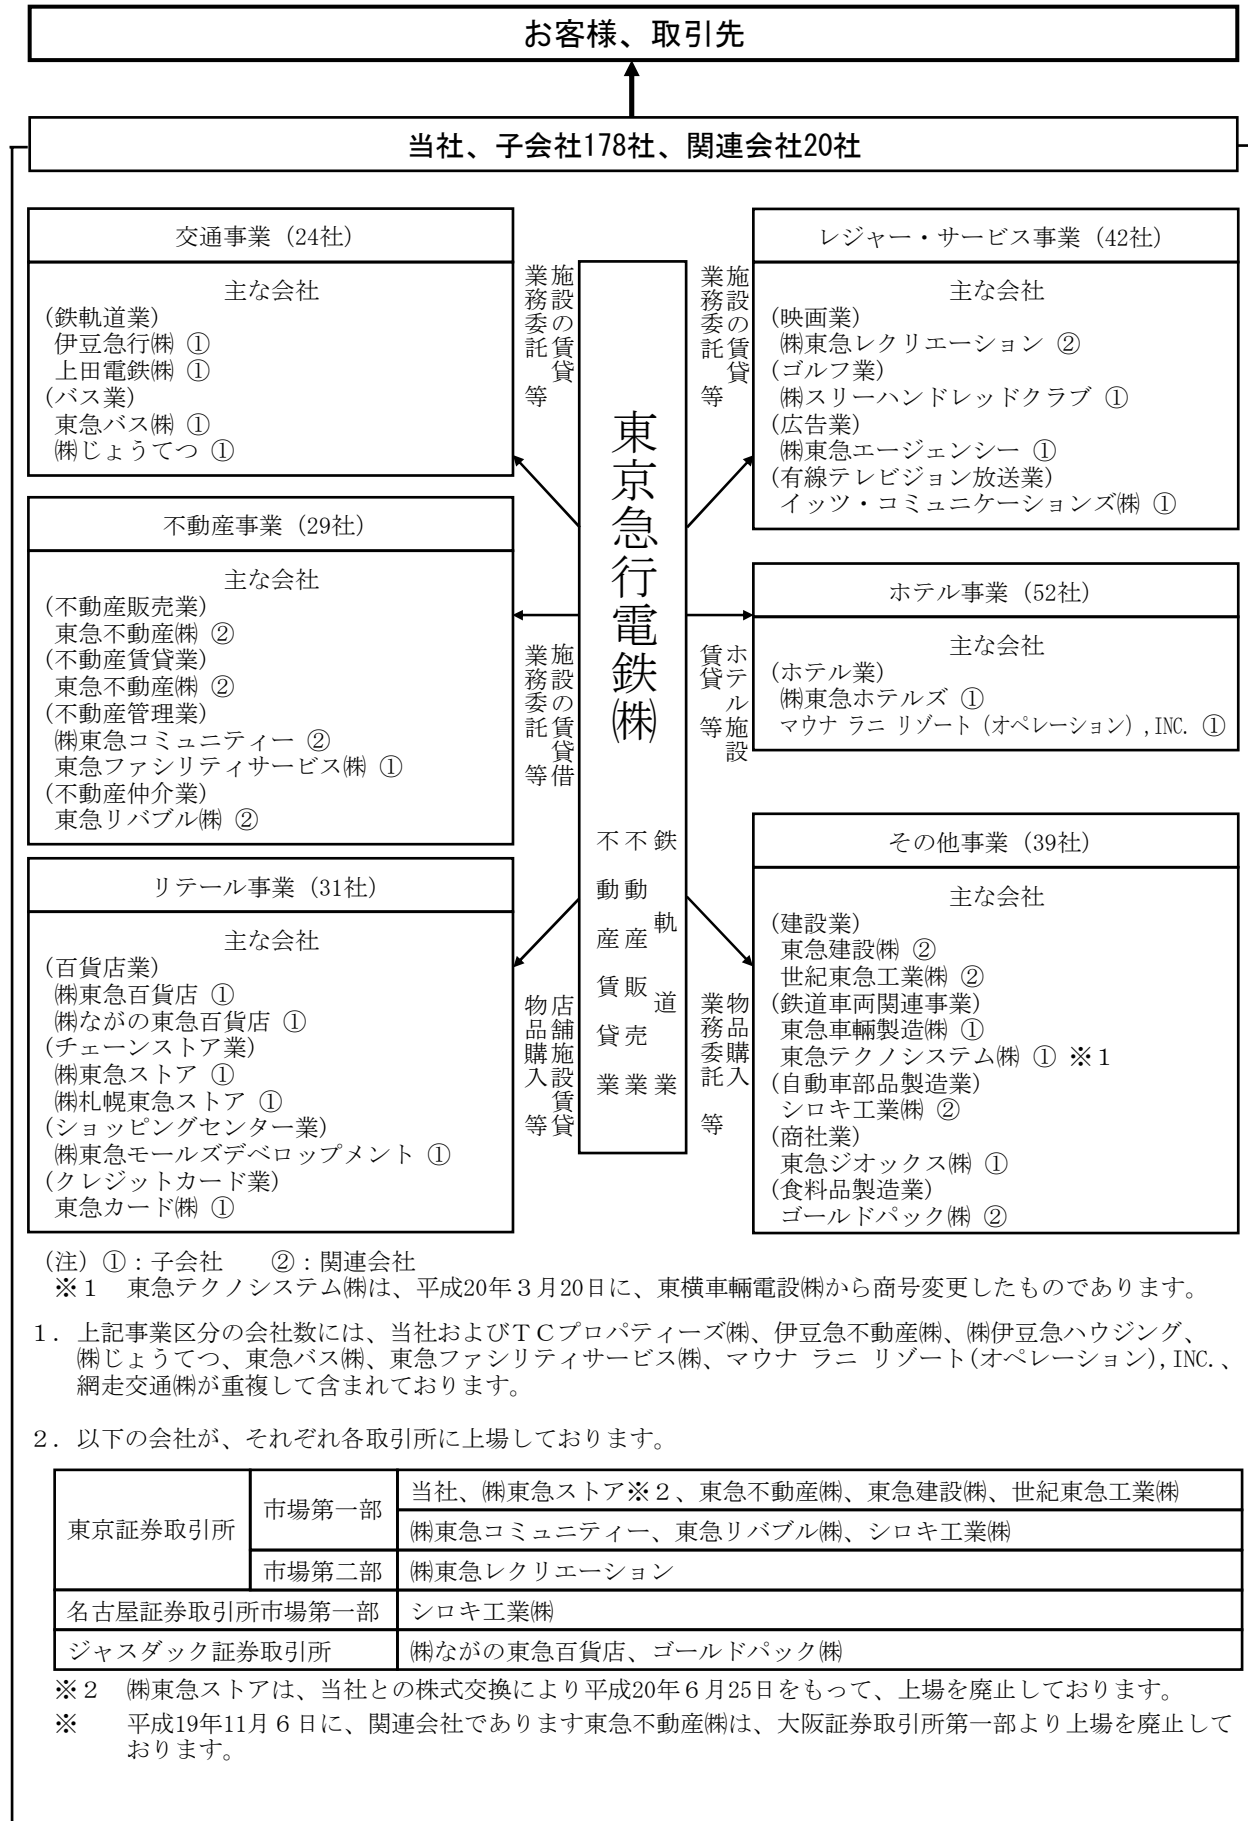 お客様、取引先
当社、子会社178社、関連会社20社
交通事業（24社）
主な会社
(鉄軌道業)
伊豆急行㈱ ①
上田電鉄㈱ ①
(バス業)
東急バス㈱ ①
㈱じょうてつ ①
施設の賃貸
業務委託 等
不動産事業（29社）
主な会社
(不動産販売業)
東急不動産㈱ ②
(不動産賃貸業)
東急不動産㈱ ②
(不動産管理業)
㈱東急コミュニティー ②
東急ファシリティサービス㈱ ①
(不動産仲介業)
東急リバブル㈱ ②
施設の賃貸借
業務委託 等
リテール事業（31社）
主な会社
(百貨店業)
㈱東急百貨店 ①
㈱ながの東急百貨店 ①
(チェーンストア業)
㈱東急ストア ①
㈱札幌東急ストア ①
(ショッピングセンター業)
㈱東急モールズデベロップメント ①
(クレジットカード業)
東急カード㈱ ①
店舗施設賃貸
物品購入 等
東京急行電鉄㈱
鉄軌道業
不動産販売業
不動産賃貸業
施設の賃貸
業務委託 等
レジャー・サービス事業（42社）
主な会社
(映画業)
㈱東急レクリエーション ②
(ゴルフ業)
㈱スリーハンドレッドクラブ ①
(広告業)
㈱東急エージェンシー ①
(有線テレビジョン放送業)
イッツ・コミュニケーションズ㈱ ①
ホテル施設
賃貸 等
ホテル事業（52社）
主な会社
(ホテル業)
㈱東急ホテルズ ①
マウナ ラニ リゾート（オペレーション）,INC. ①
物品購入
業務委託 等
その他事業（39社）
主な会社
(建設業)
東急建設㈱ ②
世紀東急工業㈱ ②
(鉄道車両関連事業)
東急車輛製造㈱ ①
東急テクノシステム㈱ ① ※１
(自動車部品製造業)
シロキ工業㈱ ②
(商社業)
東急ジオックス㈱ ①
(食料品製造業)
ゴールドパック㈱ ②
(注) ①：子会社　②：関連会社
※１　東急テクノシステム㈱は、平成20年３月20日に、東横車輛電設㈱から商号変更したものであります。
１．上記事業区分の会社数には、当社およびＴＣプロパティーズ㈱、伊豆急不動産㈱、㈱伊豆急ハウジング、
㈱じょうてつ、東急バス㈱、東急ファシリティサービス㈱、マウナ ラニ リゾート(オペレーション),INC.、
網走交通㈱が重複して含まれております。
２．以下の会社が、それぞれ各取引所に上場しております。
東京証券取引所
市場第一部
当社、㈱東急ストア※２、東急不動産㈱、東急建設㈱、世紀東急工業㈱
㈱東急コミュニティー、東急リバブル㈱、シロキ工業㈱
市場第二部
㈱東急レクリエーション
名古屋証券取引所市場第一部
シロキ工業㈱
ジャスダック証券取引所
㈱ながの東急百貨店、ゴールドパック㈱
※２　㈱東急ストアは、当社との株式交換により平成20年６月25日をもって、上場を廃止しております。
※　平成19年11月６日に、関連会社であります東急不動産㈱は、大阪証券取引所第一部より上場を廃止して
おります。